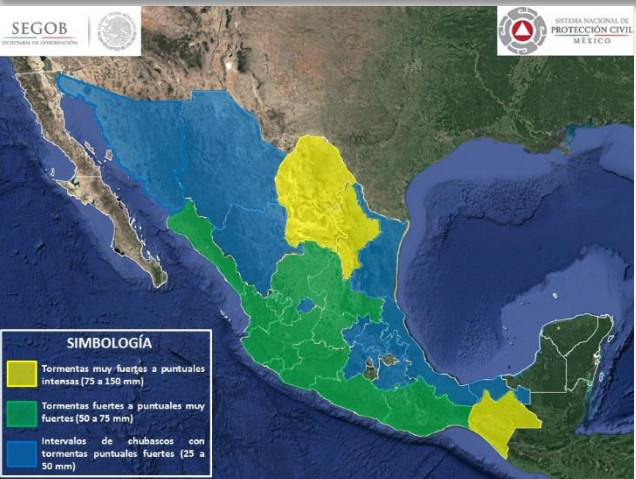 SEGOB
SECRETARÍA DE GOBERNACIÓN
SISTEMA NACIONAL DE
PROTECCIÓN CIVIL
MÉXICO
SIMBOLOGÍA
Tormentas muy fuertes a puntuales
intensas (75 a 150 mm)
Tormentas fuertes a puntuales muy
fuertes (50 a 75 mm)
Intervalos de chubascos con
tormentas puntuales fuertes (25 a
50 mm)